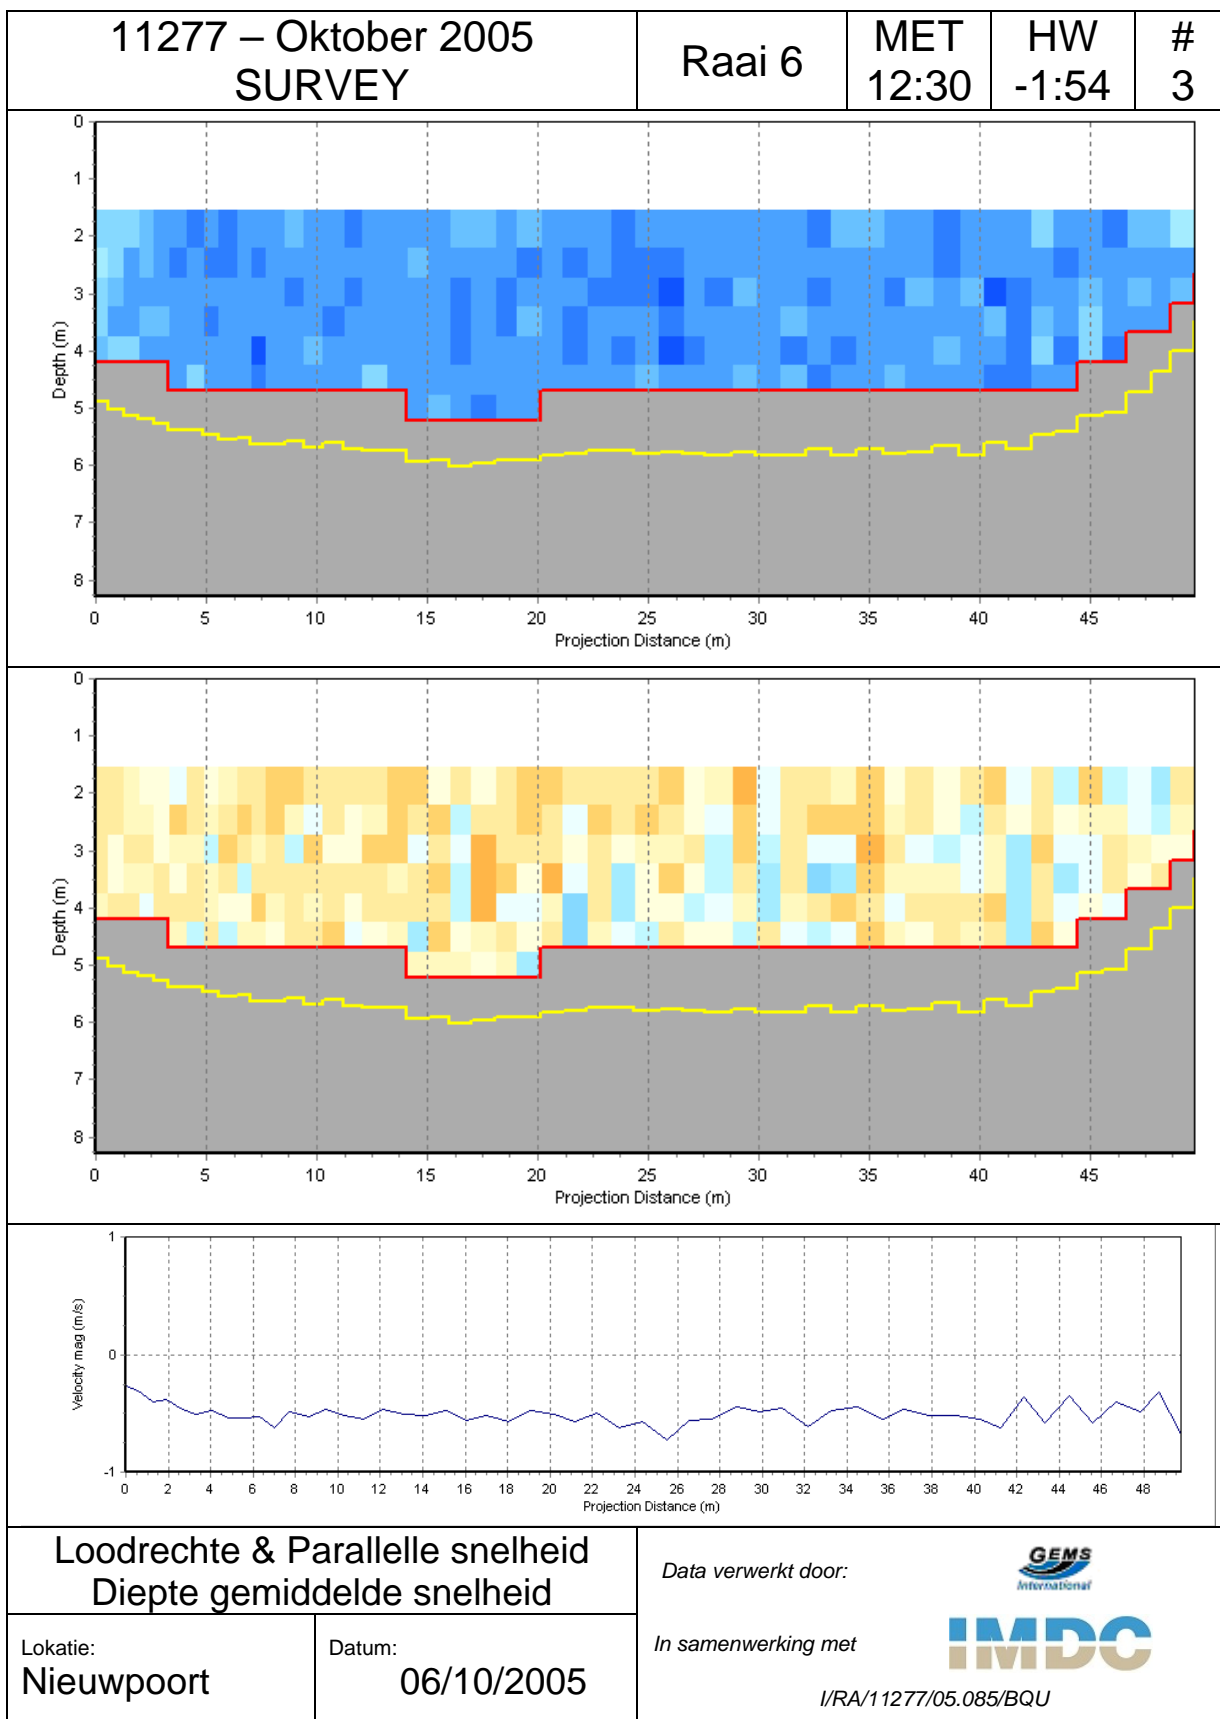 11277 – Oktober 2005
SURVEY
Raai 6
MET
12:30
HW
-1:54
#
3
0
1
2
3
4
5
6
7
8
Depth (m)
0 5 10 15 20 25 30 35 40 45
Projection Distance (m)
0
1
2
3
4
5
6
7
8
Depth (m)
0 5 10 15 20 25 30 35 40 45
Projection Distance (m)
1
0
-1
Velocity mag (m/s)
0 2 4 6 8 10 12 14 16 18 20 22 24 26 28 30 32 34 36 38 40 42 44 46 48
Projection Distance (m)
Loodrechte & Parallelle snelheid
Diepte gemiddelde snelheid
Lokatie:
Nieuwpoort
Datum:
06/10/2005
Data verwerkt door:
GEMS
International
In samenwerking met
IMDC
I/RA/11277/05.085/BQU